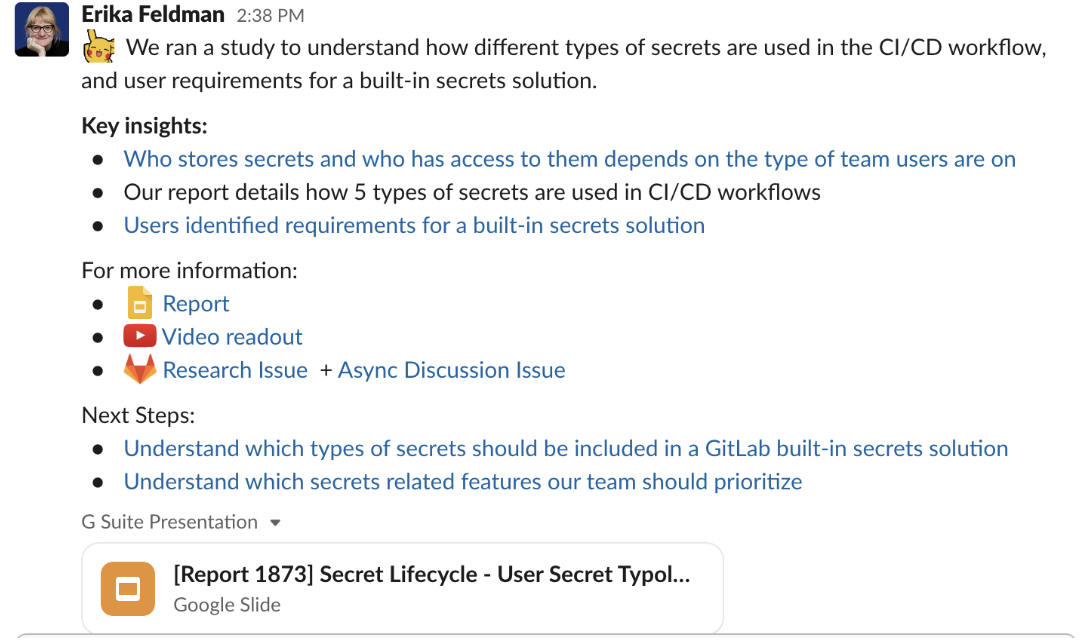 Erika Feldman 2:38 PM
We ran a study to understand how different types of secrets are used in the CI/CD workflow,
and user requirements for a built-in secrets solution.
Key insights:
● Who stores secrets and who has access to them depends on the type of team users are on
● Our report details how 5 types of secrets are used in CI/CD workflows
● Users identified requirements for a built-in secrets solution
For more information:
● Report
● Video readout
● Research Issue + Async Discussion Issue
Next Steps:
● Understand which types of secrets should be included in a GitLab built-in secrets solution
● Understand which secrets related features our team should prioritize
G Suite Presentation
[Report 1873] Secret Lifecycle - User Secret Typol...
Google Slide